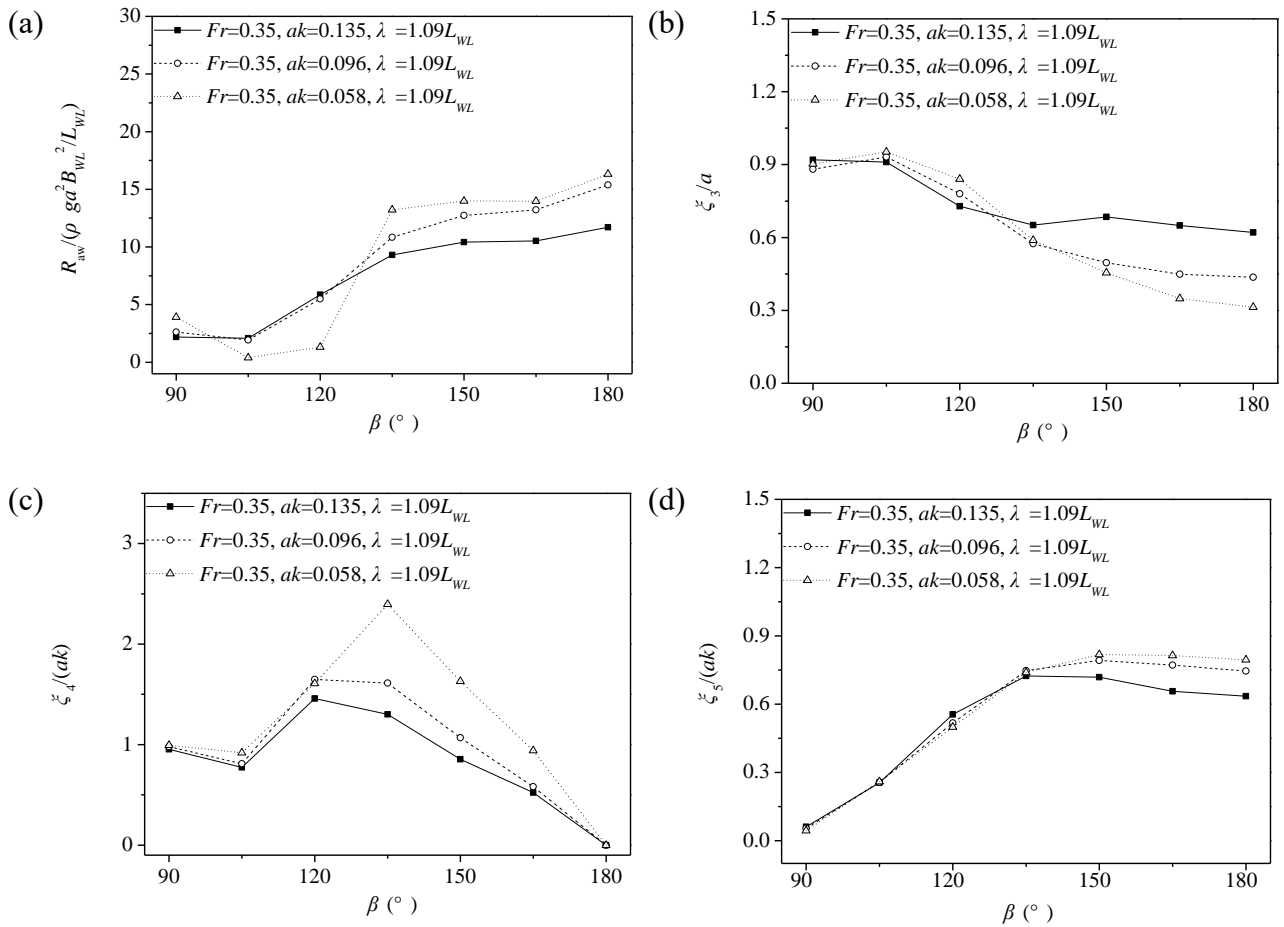 (a)
30
25
20
15
10
5
0
R_aw/(ρ ga²B_WL²/L_WL)
Fr=0.35, ak=0.135, λ =1.09L_WL
Fr=0.35, ak=0.096, λ =1.09L_WL
Fr=0.35, ak=0.058, λ =1.09L_WL
90 120 150 180
β (°)
(b)
1.5
1.2
0.9
0.6
0.3
0.0
ξ_3/a
Fr=0.35, ak=0.135, λ =1.09L_WL
Fr=0.35, ak=0.096, λ =1.09L_WL
Fr=0.35, ak=0.058, λ =1.09L_WL
90 120 150 180
β (°)
(c)
3
2
1
0
ξ_4/(ak)
Fr=0.35, ak=0.135, λ =1.09L_WL
Fr=0.35, ak=0.096, λ =1.09L_WL
Fr=0.35, ak=0.058, λ =1.09L_WL
90 120 150 180
β (°)
(d)
1.5
1.2
0.9
0.6
0.3
0.0
ξ_5/(ak)
Fr=0.35, ak=0.135, λ =1.09L_WL
Fr=0.35, ak=0.096, λ =1.09L_WL
Fr=0.35, ak=0.058, λ =1.09L_WL
90 120 150 180
β (°)